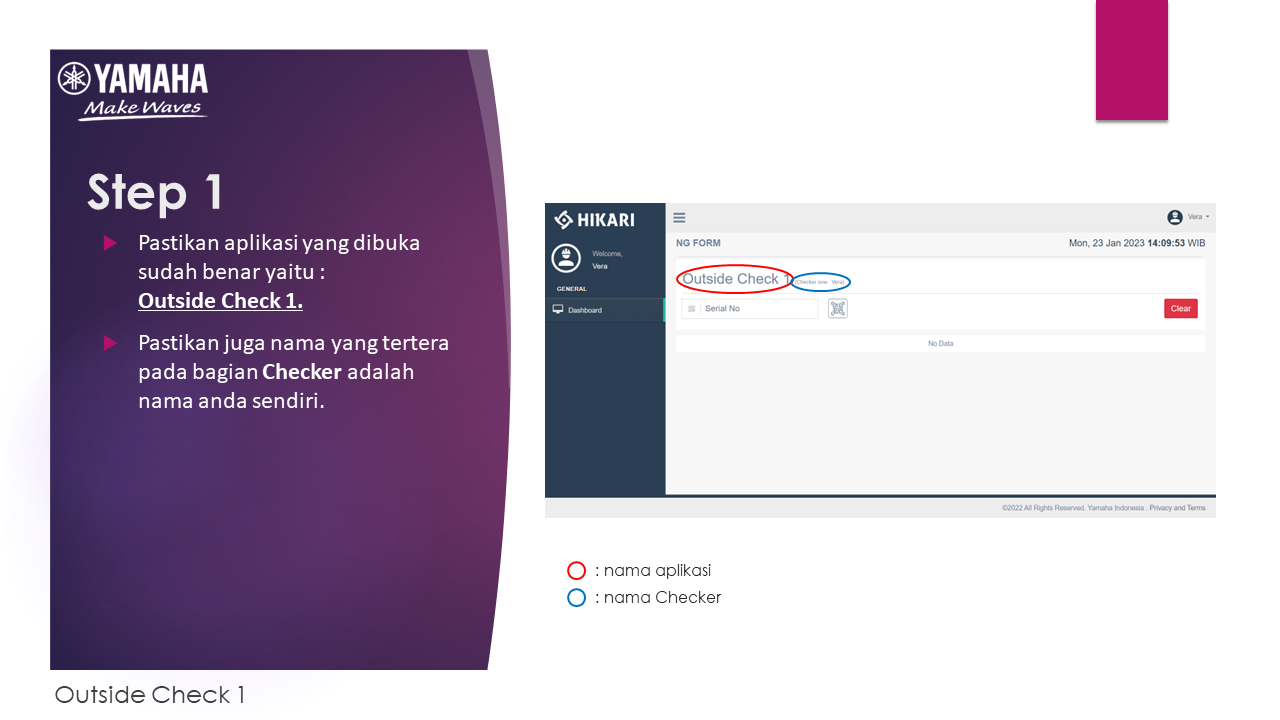 YAMAHA
Make Waves
Step 1
Pastikan aplikasi yang dibuka
sudah benar yaitu :
Outside Check 1.
Pastikan juga nama yang tertera
pada bagian Checker adalah
nama anda sendiri.
HIKARI
Welcome,
Vera
GENERAL
Dashboard
Vera
NG FORM
Mon, 23 Jan 2023 14:09:53 WIB
Outside Check 1 (Checker now : Vera)
Serial No
Clear
No Data
©2022 All Rights Reserved. Yamaha Indonesia . Privacy and Terms
: nama aplikasi
: nama Checker
Outside Check 1